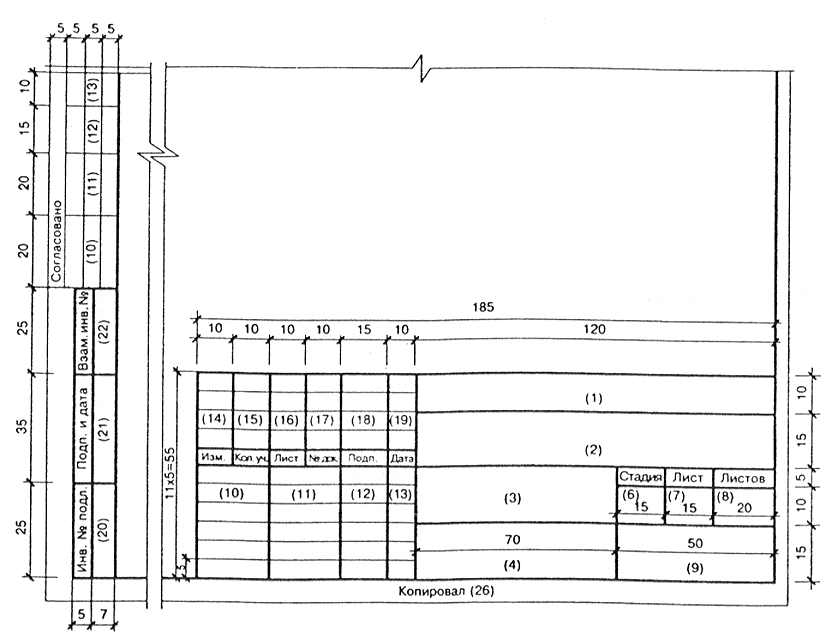 5 5 5 5
10 15 20 20 25 35 25
(13)
(12)
(11)
(10)
Согласовано
Взам. инв. № (22)
Подп. и дата (21)
Инв. № подл. (20)
5 7
185
10 10 10 10 15 10 120
11x5=55
5
(14) (15) (16) (17) (18) (19)
Изм. Кол. уч. Лист № док. Подп. Дата
(10) (11) (12) (13)
(1)
(2)
(3)
Стадия Лист Листов
(6) (7) (8)
15 15 20
70 50
(4) (9)
10 15 5 10 15
Копировал (26)